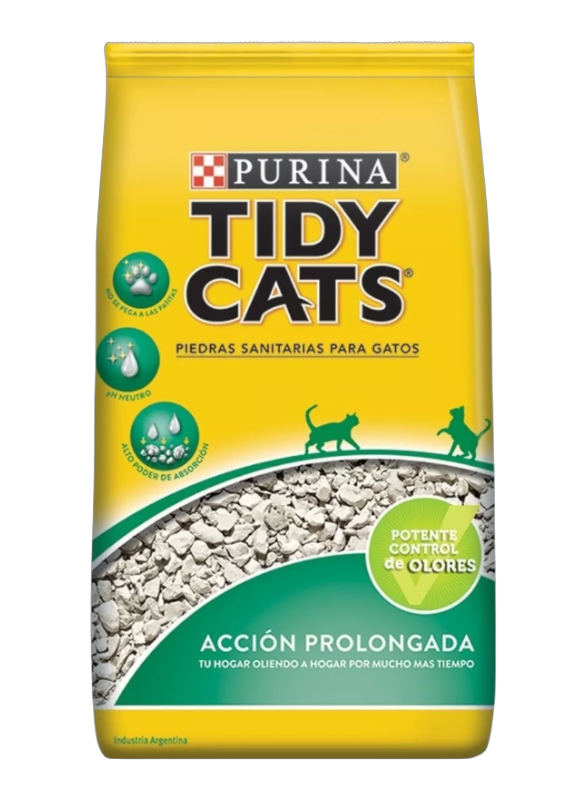 PURINA®
TIDY
CATS®
PIEDRAS SANITARIAS PARA GATOS
NO SE PEGA A LAS PATITAS
pH NEUTRO
ALTO PODER DE ABSORCIÓN
POTENTE
CONTROL
de OLORES
ACCIÓN PROLONGADA
TU HOGAR OLIENDO A HOGAR POR MUCHO MAS TIEMPO
Industria Argentina